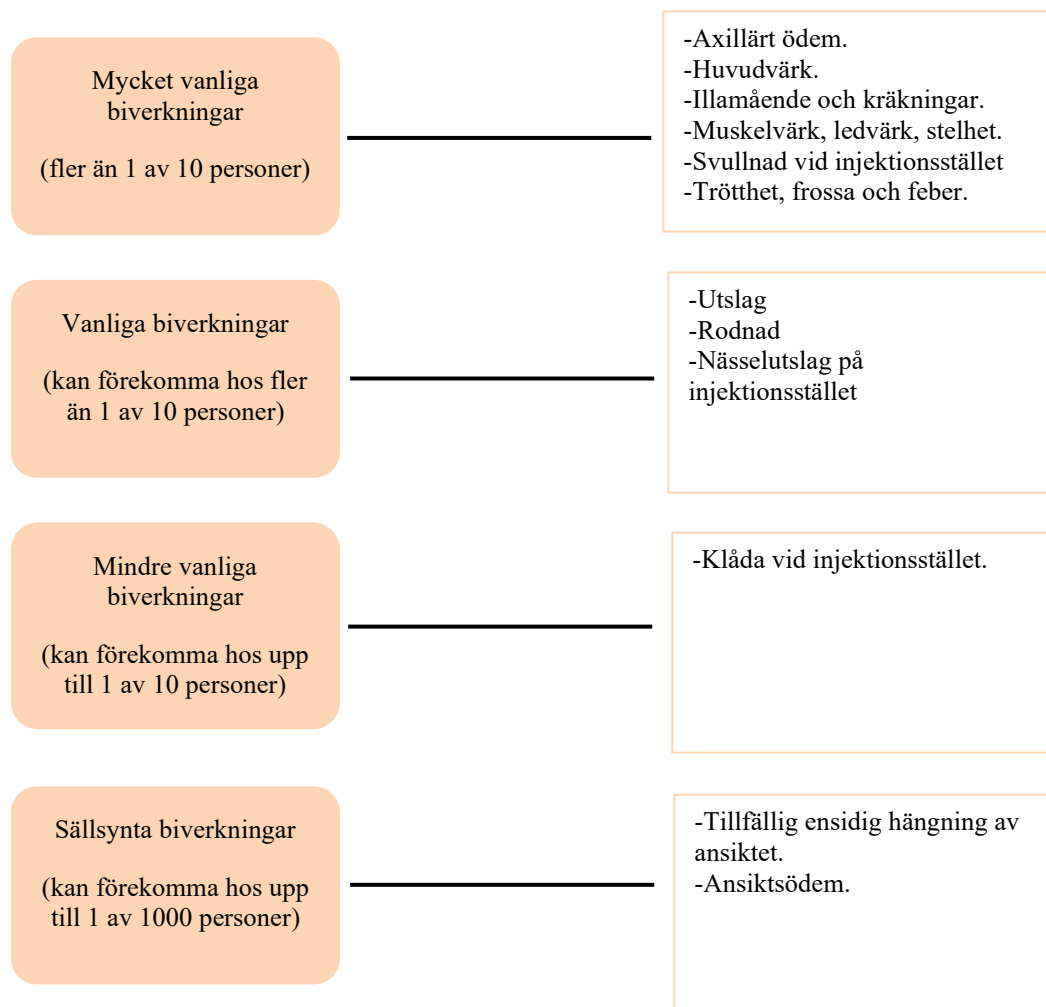 Mycket vanliga
biverkningar
(fler än 1 av 10 personer)
-Axillärt ödem.
-Huvudvärk.
-Illamående och kräkningar.
-Muskelvärk, ledvärk, stelhet.
-Svullnad vid injektionsstället
-Trötthet, frossa och feber.
Vanliga biverkningar
(kan förekomma hos fler
än 1 av 10 personer)
-Utslag
-Rodnad
-Nässelutslag på
injektionsstället
Mindre vanliga
biverkningar
(kan förekomma hos upp
till 1 av 10 personer)
-Klåda vid injektionsstället.
Sällsynta biverkningar
(kan förekomma hos upp
till 1 av 1000 personer)
-Tillfällig ensidig hängning av
ansiktet.
-Ansiktsödem.